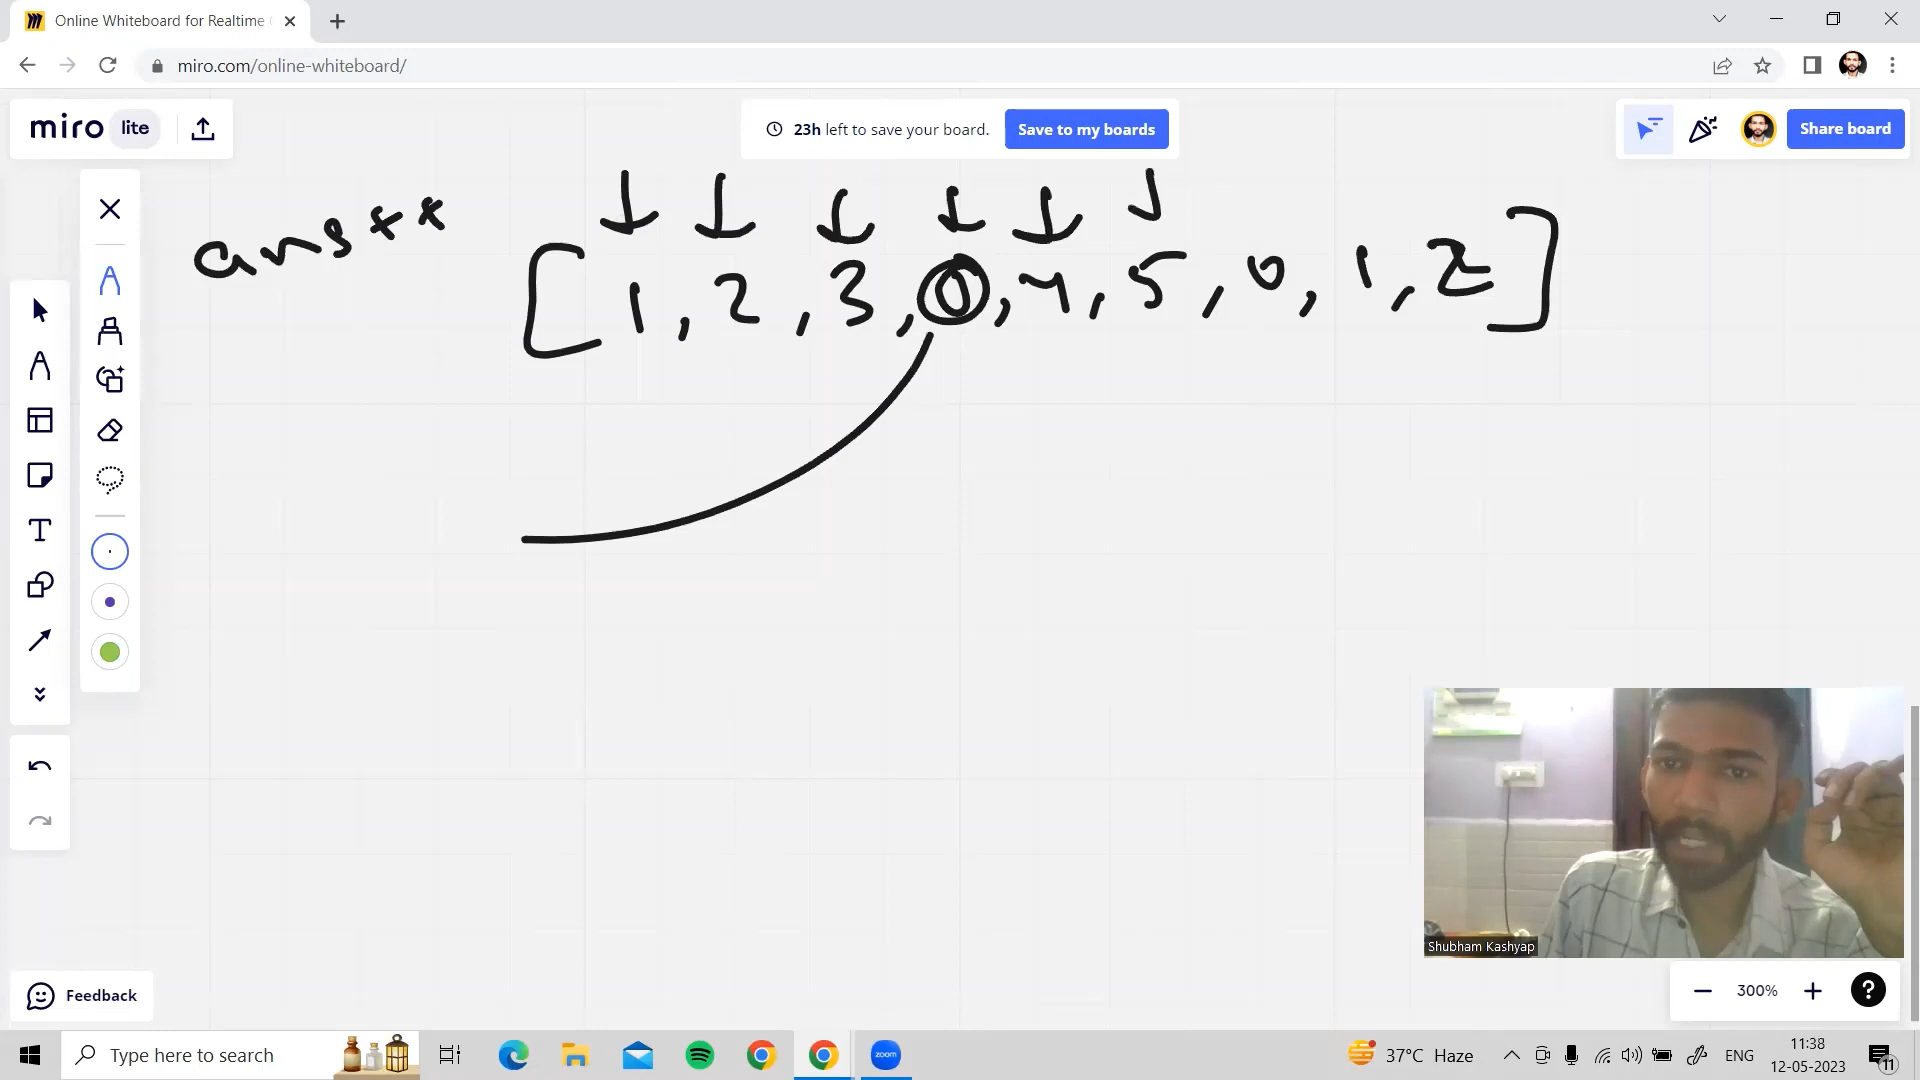 Online Whiteboard for Realtime
miro.com/online-whiteboard/
miro lite
23h left to save your board.
Save to my boards
Share board
ans**
[1, 2, 3, 0, 4, 5, 0, 1, 2]
Shubham Kashyap
Feedback
300%
Type here to search
zoom
37°C Haze
ENG
11:38
12-05-2023
11